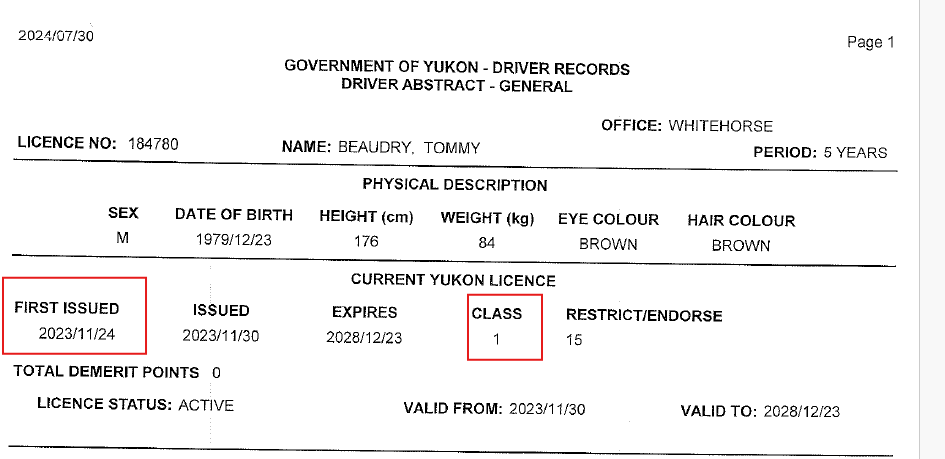 2024/07/30
Page 1
GOVERNMENT OF YUKON - DRIVER RECORDS
DRIVER ABSTRACT - GENERAL
OFFICE: WHITEHORSE
LICENCE NO: 184780 NAME: BEAUDRY, TOMMY
PERIOD: 5 YEARS
PHYSICAL DESCRIPTION
SEX DATE OF BIRTH HEIGHT (cm) WEIGHT (kg) EYE COLOUR HAIR COLOUR
M 1979/12/23 176 84 BROWN BROWN
CURRENT YUKON LICENCE
FIRST ISSUED ISSUED EXPIRES CLASS RESTRICT/ENDORSE
2023/11/24 2023/11/30 2028/12/23 1 15
TOTAL DEMERIT POINTS 0
LICENCE STATUS: ACTIVE VALID FROM: 2023/11/30 VALID TO: 2028/12/23